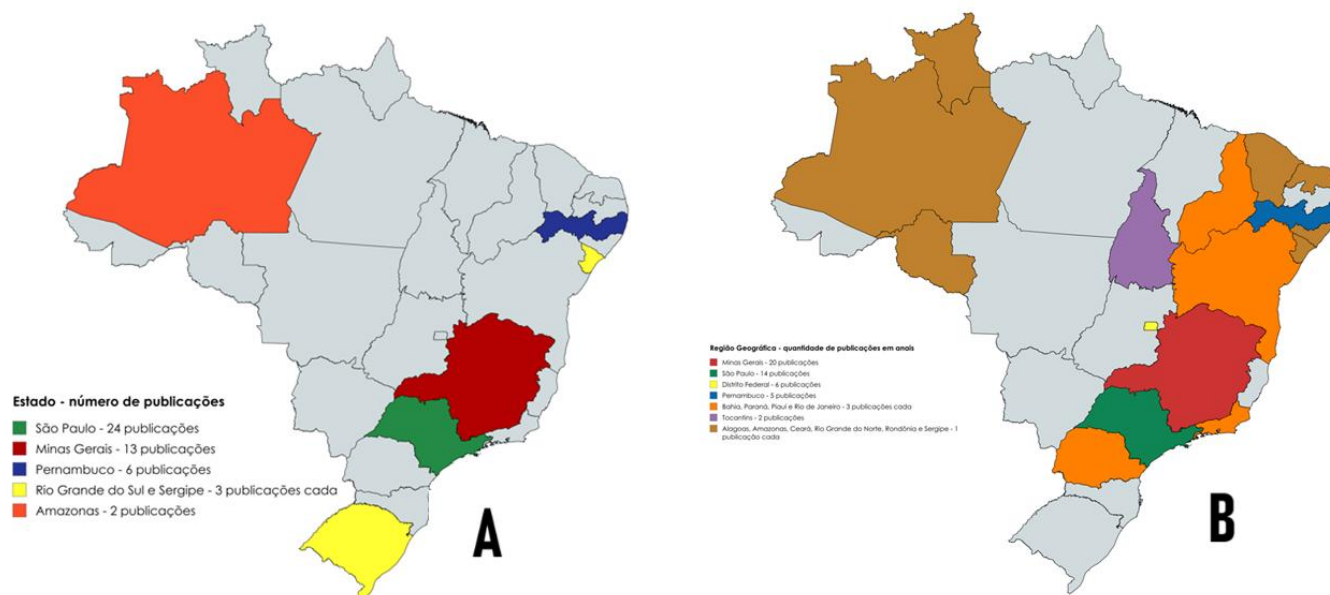 Estado - número de publicações
São Paulo - 24 publicações
Minas Gerais - 13 publicações
Pernambuco - 6 publicações
Rio Grande do Sul e Sergipe - 3 publicações cada
Amazonas - 2 publicações
A
Região Geográfica - quantidade de publicações em anais
Minas Gerais - 20 publicações
São Paulo - 14 publicações
Distrito Federal - 6 publicações
Pernambuco - 5 publicações
Bahia, Paraná, Piauí e Rio de Janeiro - 3 publicações cada
Tocantins - 2 publicações
Alagoas, Amazonas, Ceará, Rio Grande do Norte, Rondônia e Sergipe - 1
publicação cada
B